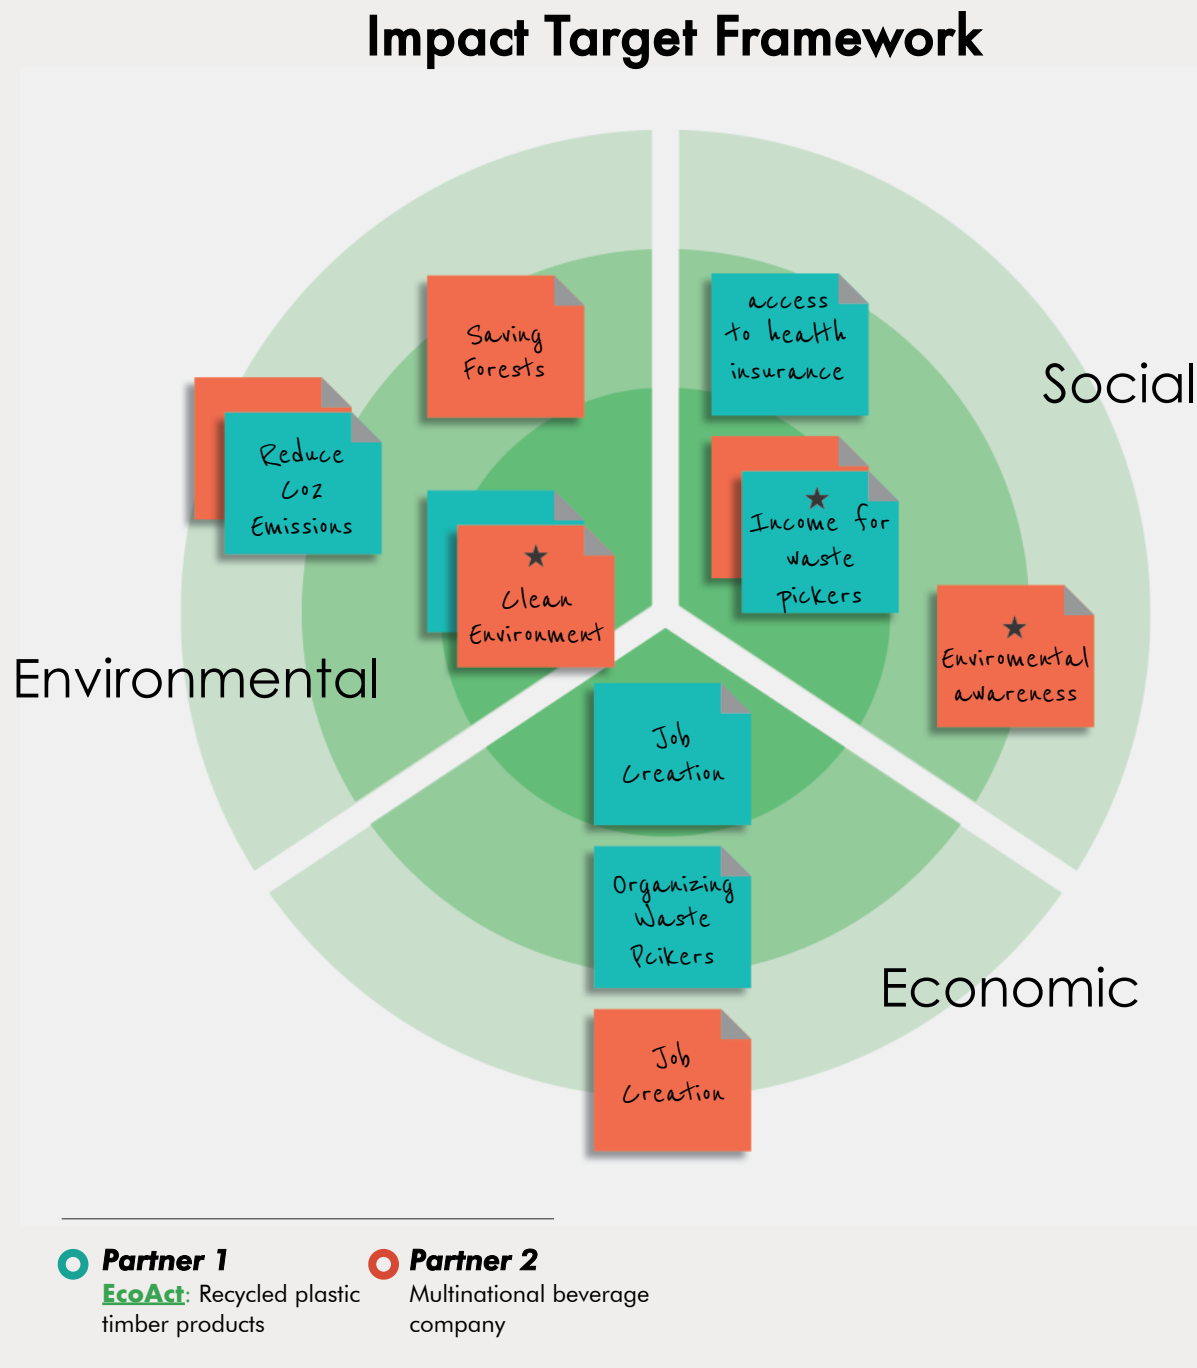 Impact Target Framework
Saving
Forests
access
to health
insurance
Social
Reduce
Co2
Emissions
Income for
waste
pickers
Clean
Environment
Enviromental
awareness
Environmental
Job
Creation
Organizing
Waste
Pcikers
Economic
Job
Creation
Partner 1
EcoAct: Recycled plastic
timber products
Partner 2
Multinational beverage
company